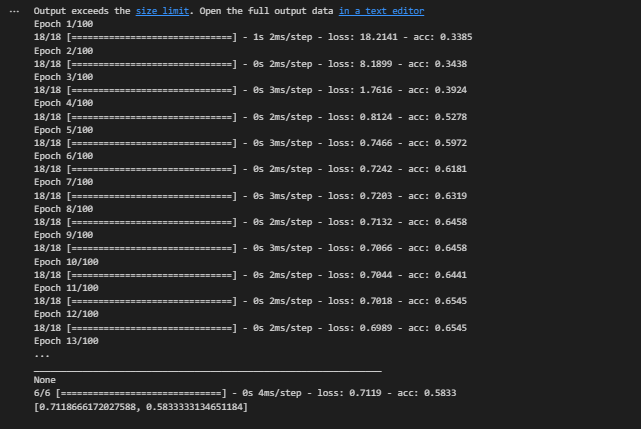 ... Output exceeds the size limit. Open the full output data in a text editor
Epoch 1/100
18/18 [==============================] - 1s 2ms/step - loss: 18.2141 - acc: 0.3385
Epoch 2/100
18/18 [==============================] - 0s 2ms/step - loss: 8.1899 - acc: 0.3438
Epoch 3/100
18/18 [==============================] - 0s 3ms/step - loss: 1.7616 - acc: 0.3924
Epoch 4/100
18/18 [==============================] - 0s 2ms/step - loss: 0.8124 - acc: 0.5278
Epoch 5/100
18/18 [==============================] - 0s 3ms/step - loss: 0.7466 - acc: 0.5972
Epoch 6/100
18/18 [==============================] - 0s 2ms/step - loss: 0.7242 - acc: 0.6181
Epoch 7/100
18/18 [==============================] - 0s 3ms/step - loss: 0.7203 - acc: 0.6319
Epoch 8/100
18/18 [==============================] - 0s 2ms/step - loss: 0.7132 - acc: 0.6458
Epoch 9/100
18/18 [==============================] - 0s 3ms/step - loss: 0.7066 - acc: 0.6458
Epoch 10/100
18/18 [==============================] - 0s 2ms/step - loss: 0.7044 - acc: 0.6441
Epoch 11/100
18/18 [==============================] - 0s 2ms/step - loss: 0.7018 - acc: 0.6545
Epoch 12/100
18/18 [==============================] - 0s 2ms/step - loss: 0.6989 - acc: 0.6545
Epoch 13/100
...
_________________________________________________________________
None
6/6 [==============================] - 0s 4ms/step - loss: 0.7119 - acc: 0.5833
[0.7118666172027588, 0.5833333134651184]